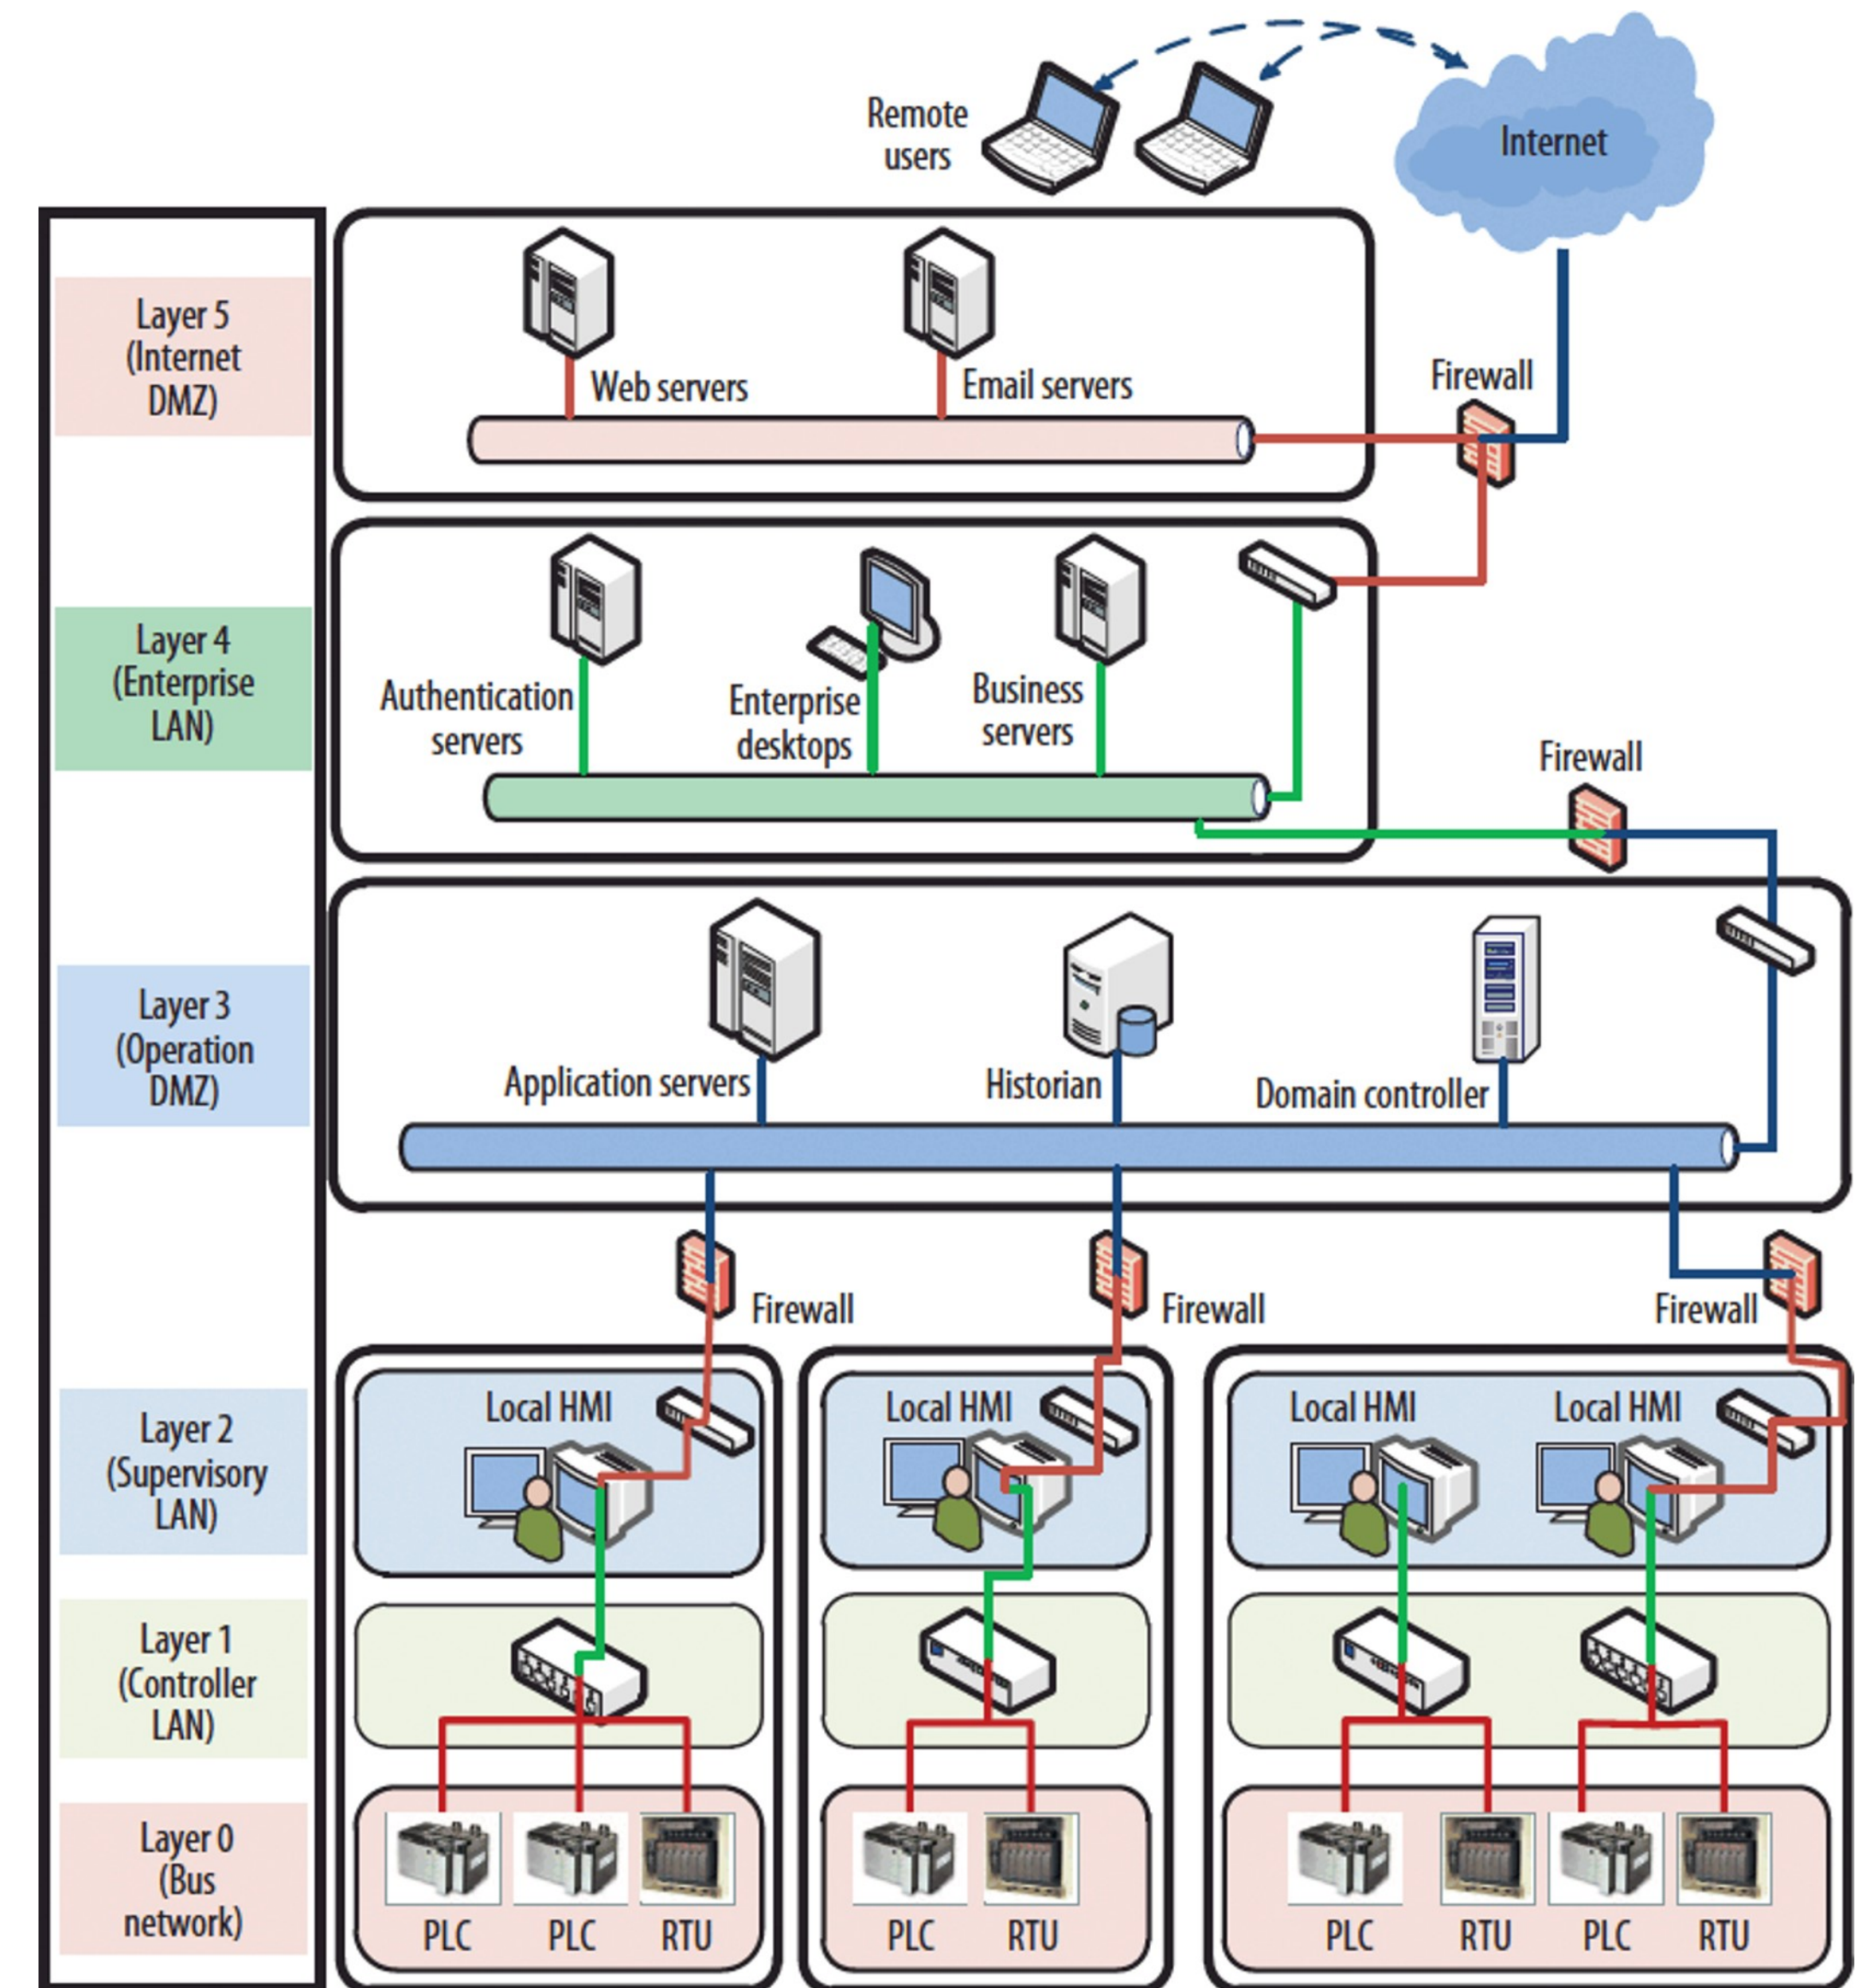 Remote
users
Internet
Layer 5
(Internet
DMZ)
Web servers
Email servers
Firewall
Layer 4
(Enterprise
LAN)
Authentication
servers
Enterprise
desktops
Business
servers
Firewall
Layer 3
(Operation
DMZ)
Application servers
Historian
Domain controller
Firewall
Firewall
Firewall
Layer 2
(Supervisory
LAN)
Local HMI
Local HMI
Local HMI
Local HMI
Layer 1
(Controller
LAN)
Layer 0
(Bus
network)
PLC
PLC
RTU
PLC
RTU
PLC
RTU
PLC
RTU